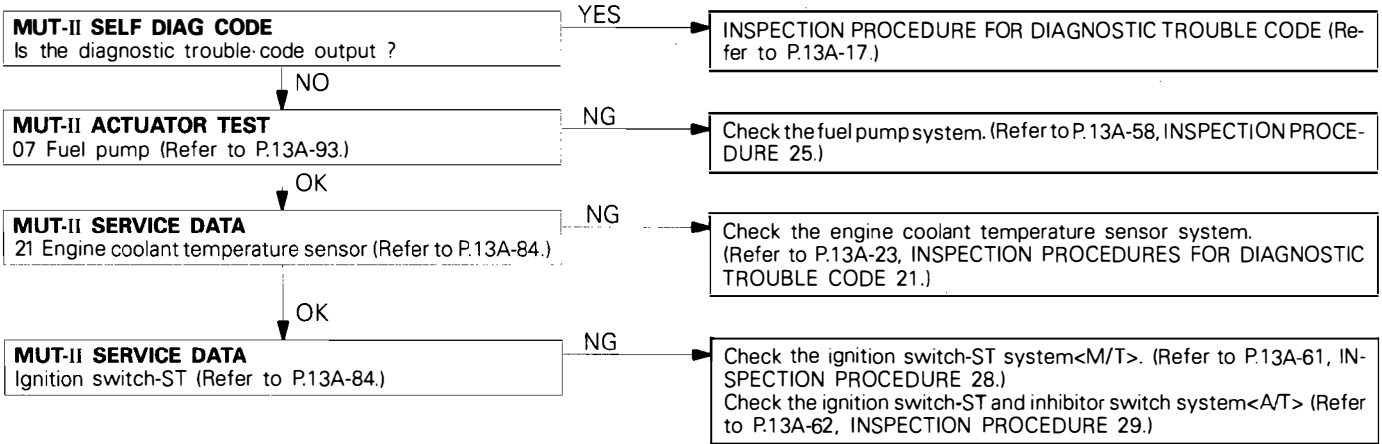 MUT-II SELF DIAG CODE
Is the diagnostic trouble code output ?
YES
INSPECTION PROCEDURE FOR DIAGNOSTIC TROUBLE CODE (Re-
fer to P.13A-17.)
NO
MUT-II ACTUATOR TEST
07 Fuel pump (Refer to P.13A-93.)
NG
Check the fuel pump system. (Refer to P. 13A-58, INSPECTION PROCE-
DURE 25.)
OK
MUT-II SERVICE DATA
21 Engine coolant temperature sensor (Refer to P.13A-84.)
NG
Check the engine coolant temperature sensor system.
(Refer to P.13A-23, INSPECTION PROCEDURES FOR DIAGNOSTIC
TROUBLE CODE 21.)
OK
MUT-II SERVICE DATA
Ignition switch-ST (Refer to P.13A-84.)
NG
Check the ignition switch-ST system<M/T>. (Refer to P.13A-61, IN-
SPECTION PROCEDURE 28.)
Check the ignition switch-ST and inhibitor switch system<A/T> (Refer
to P.13A-62, INSPECTION PROCEDURE 29.)